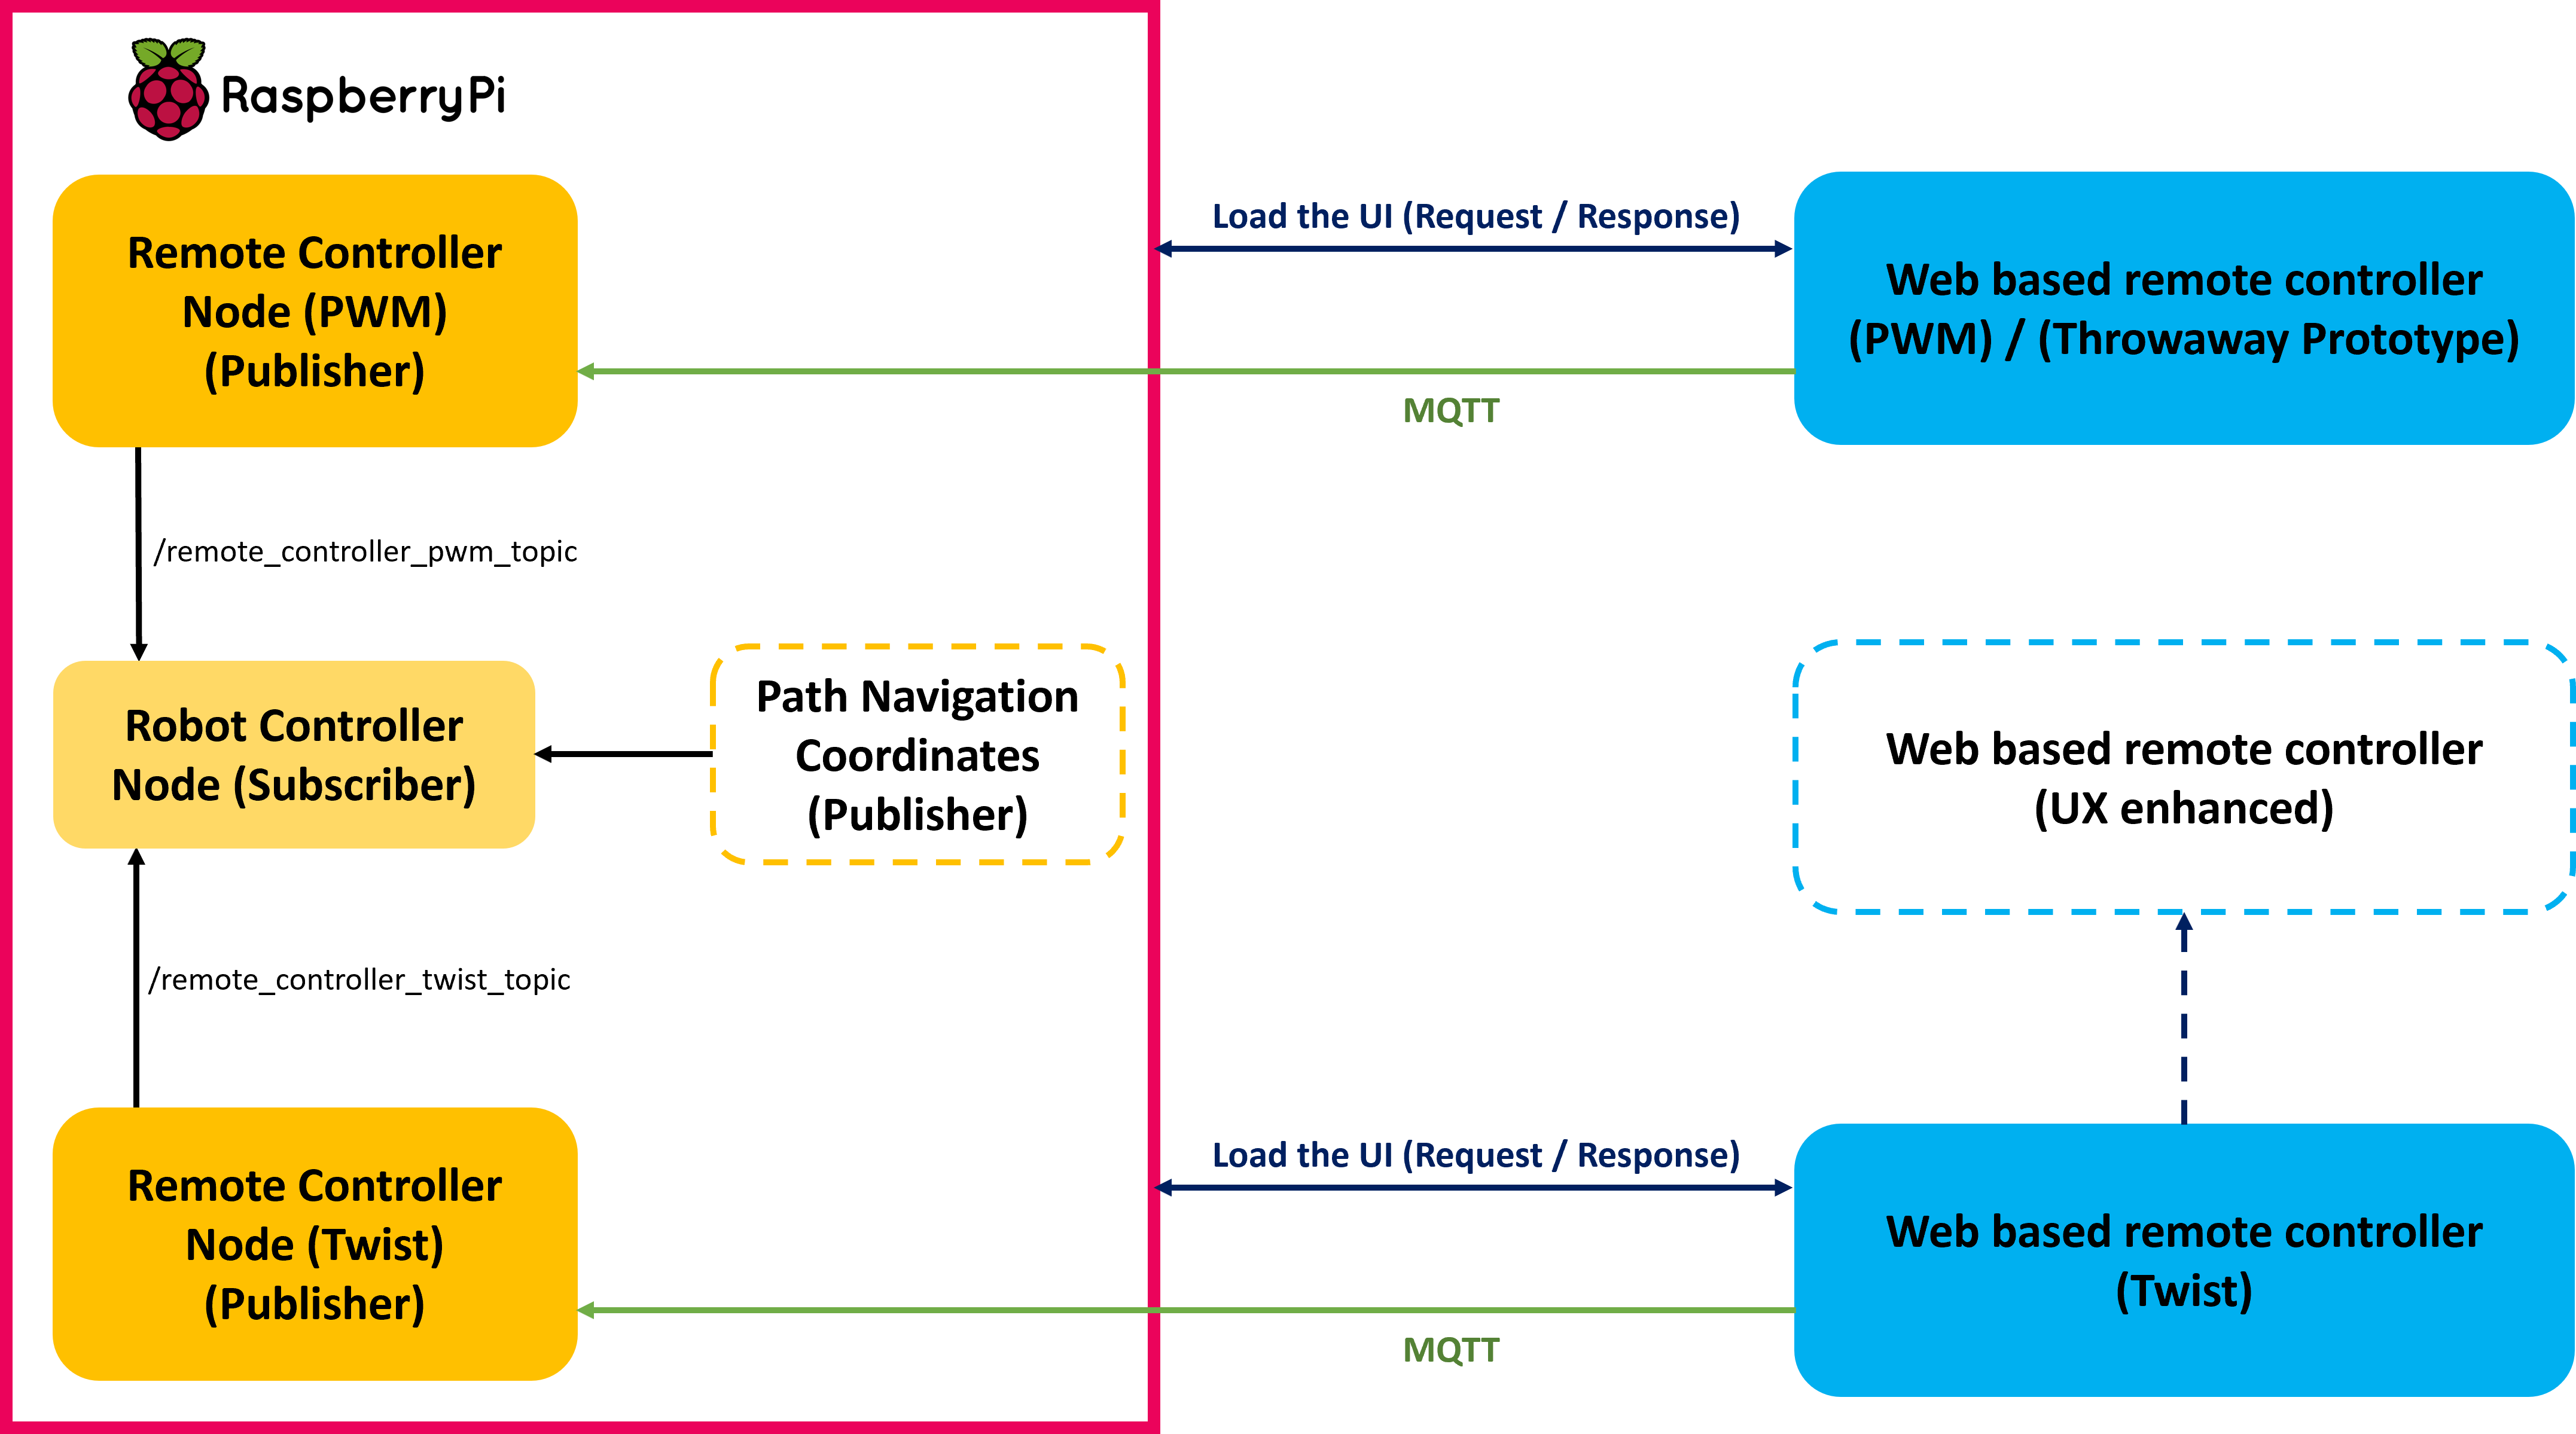 RaspberryPi
Remote Controller
Node (PWM)
(Publisher)
Load the UI (Request / Response)
MQTT
Web based remote controller
(PWM) / (Throwaway Prototype)
/remote_controller_pwm_topic
Robot Controller
Node (Subscriber)
Path Navigation
Coordinates
(Publisher)
Web based remote controller
(UX enhanced)
/remote_controller_twist_topic
Remote Controller
Node (Twist)
(Publisher)
Load the UI (Request / Response)
MQTT
Web based remote controller
(Twist)